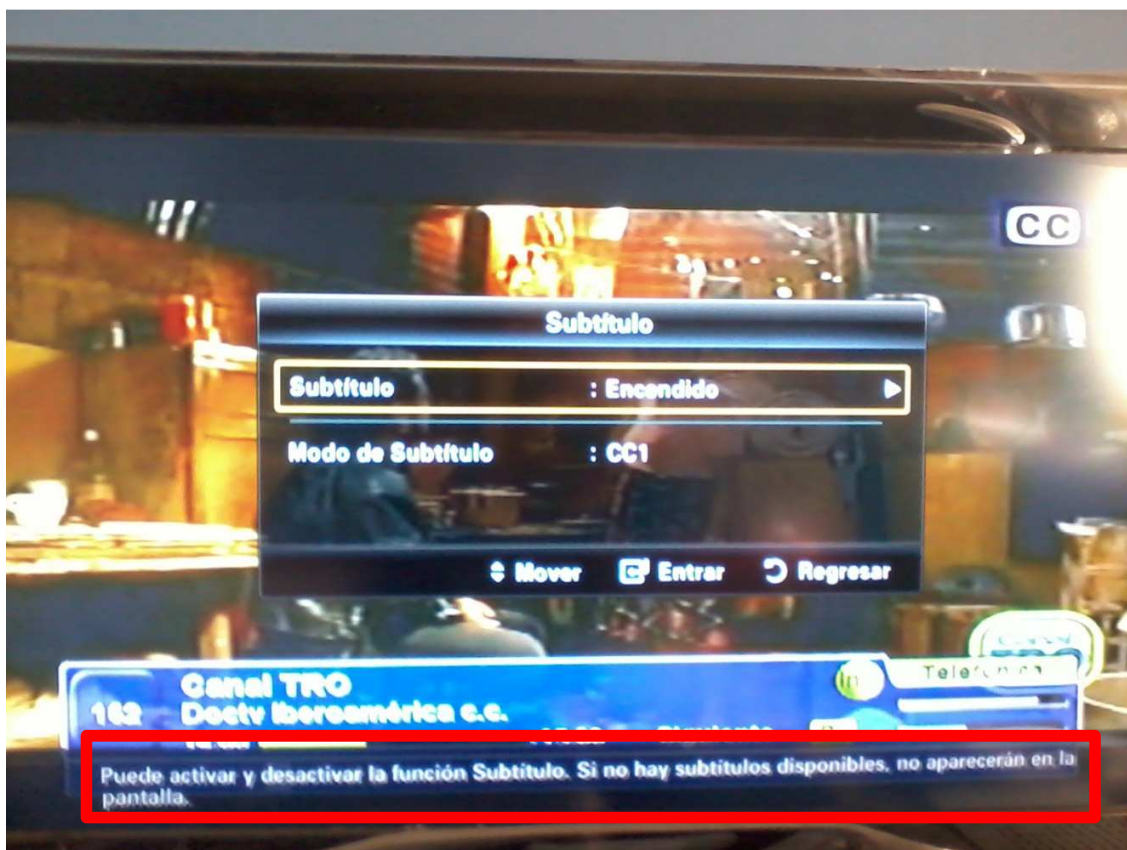 CC
Subtítulo
Subtítulo : Encendido
Modo de Subtítulo : CC1
Mover Entrar Regresar
Canal TRO
Telefónica
162 Doctv Iberoamérica c.c.
Siguiente
Puede activar y desactivar la función Subtítulo. Si no hay subtítulos disponibles, no aparecerán en la
pantalla.